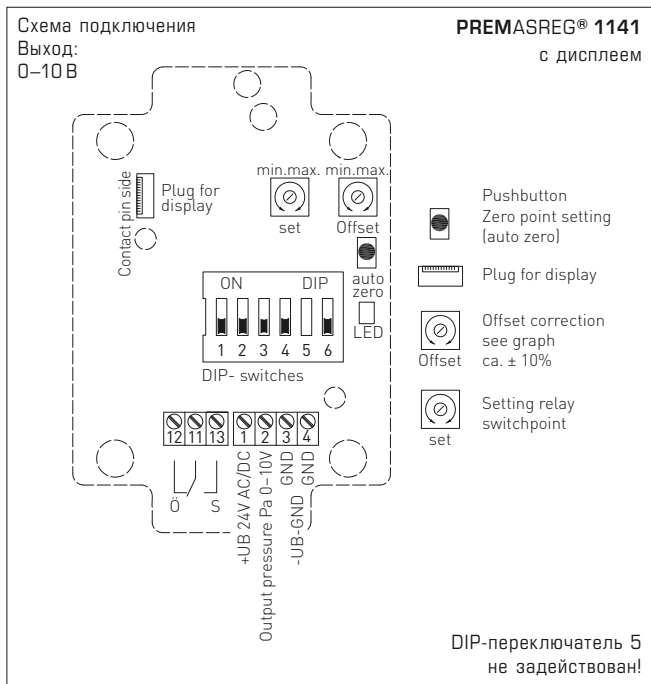 Схема подключения
Выход:
0–10 В
PREMASREG® 1141
с дисплеем
min.max. min.max.
Contact pin side
Plug for
display
set
Offset
auto
zero
LED
ON DIP
1 2 3 4 5 6
DIP- switches
12 11 13 1 2 3 4
Ö S
+UB 24V AC/DC
Output pressure Pa 0–10V
GND
-UB-GND
GND
Pushbutton
Zero point setting
(auto zero)
Plug for display
Offset
Offset correction
see graph
ca. ± 10%
set
Setting relay
switchpoint
DIP-переключатель 5
не задействован!